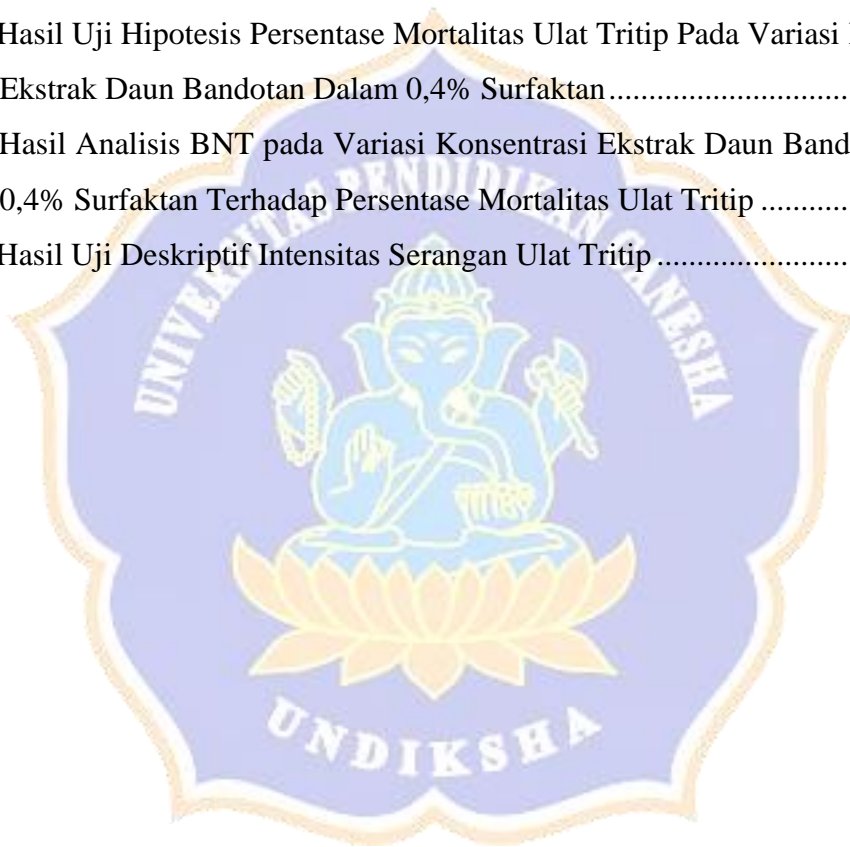 Hasil Uji Hipotesis Persentase Mortalitas Ulat Tritip Pada Variasi
Ekstrak Daun Bandotan Dalam 0,4% Surfaktan..............................
Hasil Analisis BNT pada Variasi Konsentrasi Ekstrak Daun Band
0,4% Surfaktan Terhadap Persentase Mortalitas Ulat Tritip ...........
Hasil Uji Deskriptif Intensitas Serangan Ulat Tritip........................
UNIVERSITAS PENDIDIKAN GANESHA
UNDIKSHA